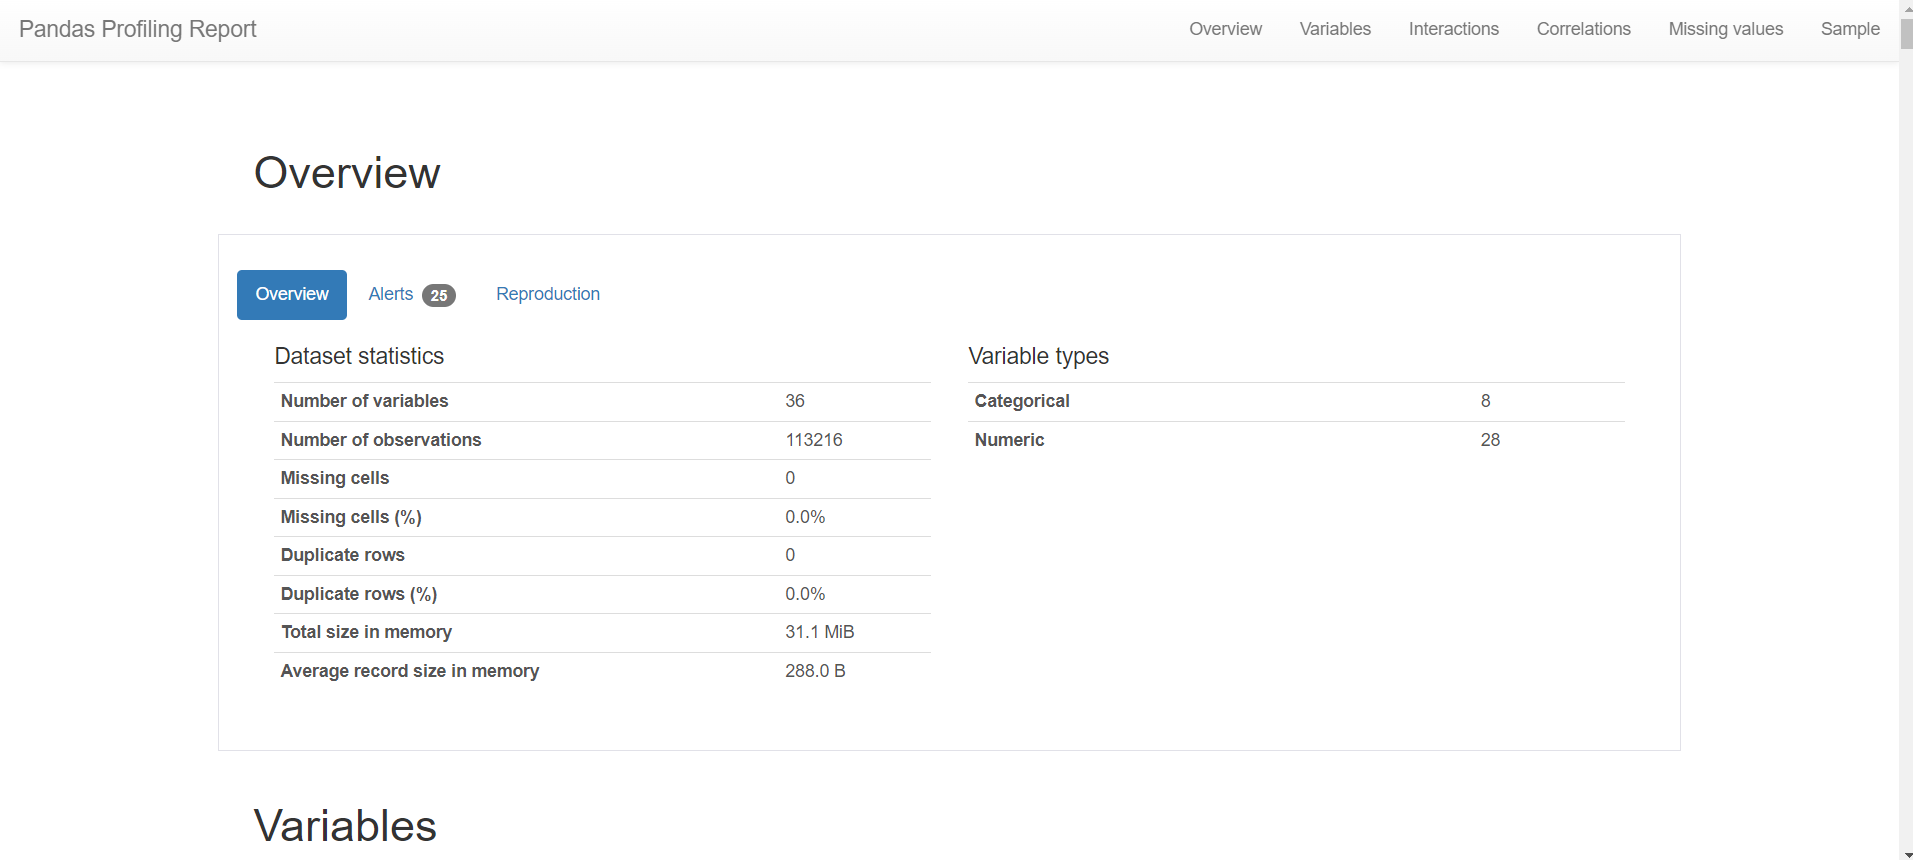 Pandas Profiling Report Overview Variables Interactions Correlations Missing values Sample
Overview
Overview Alerts 25 Reproduction
Dataset statistics
Number of variables 36
Number of observations 113216
Missing cells 0
Missing cells (%) 0.0%
Duplicate rows 0
Duplicate rows (%) 0.0%
Total size in memory 31.1 MiB
Average record size in memory 288.0 B
Variable types
Categorical 8
Numeric 28
Variables